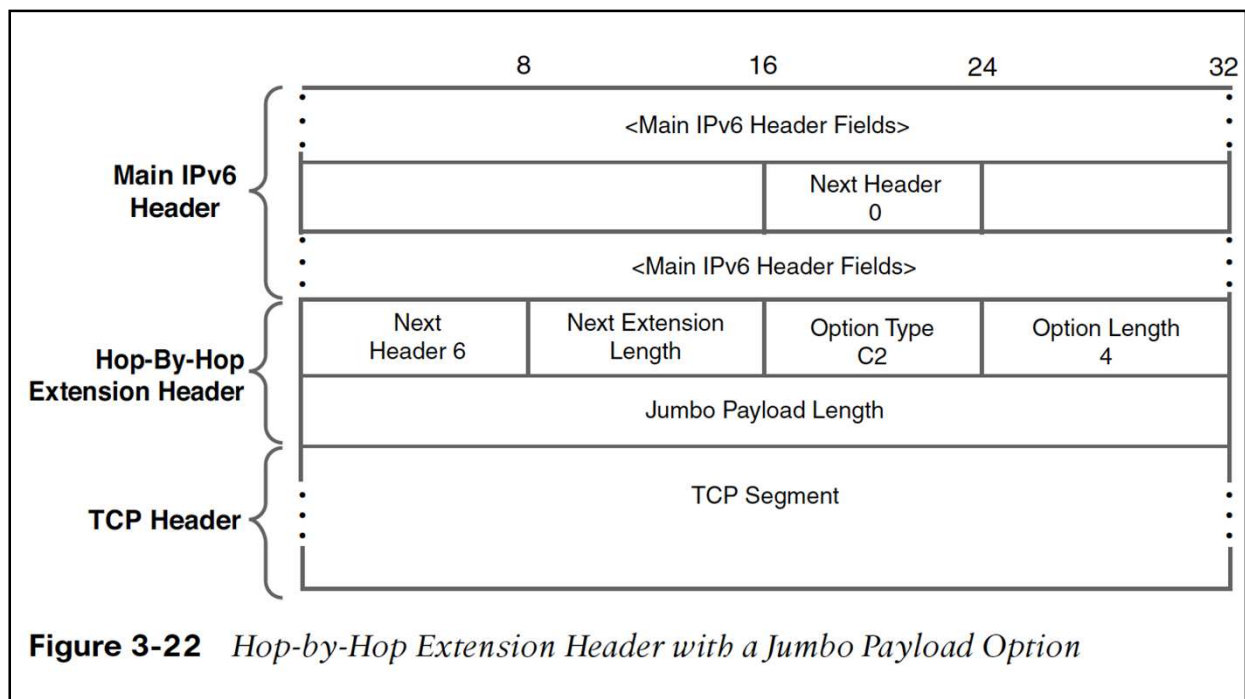 8 16 24 32
<Main IPv6 Header Fields>
Main IPv6
Header
Next Header
0
<Main IPv6 Header Fields>
Hop-By-Hop
Extension Header
Next
Header 6
Next Extension
Length
Option Type
C2
Option Length
4
Jumbo Payload Length
TCP Header
TCP Segment
Figure 3-22 Hop-by-Hop Extension Header with a Jumbo Payload Option